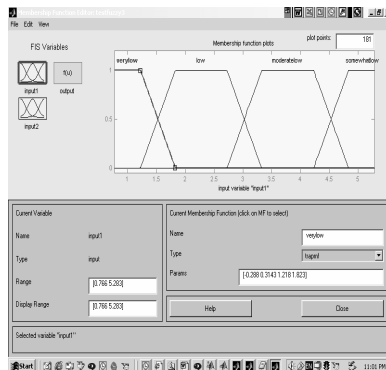 File Edit View
FIS Variables
Membership function plots
plot points:
181
input1
f(u)
output
input2
verylow
low
moderatelow
somewhatlow
1
0.5
0
1
1.5
2
2.5
3
3.5
4
4.5
5
input variable "input1"
Current Variable
Name
input1
Type
input
Range
[0.766 5.283]
Display Range
[0.766 5.283]
Current Membership Function (click on MF to select)
Name
verylow
Type
trapmf
Params
[-0.288 0.3143 1.218 1.823]
Help
Close
Selected variable "input1"
Start
11:01 PM